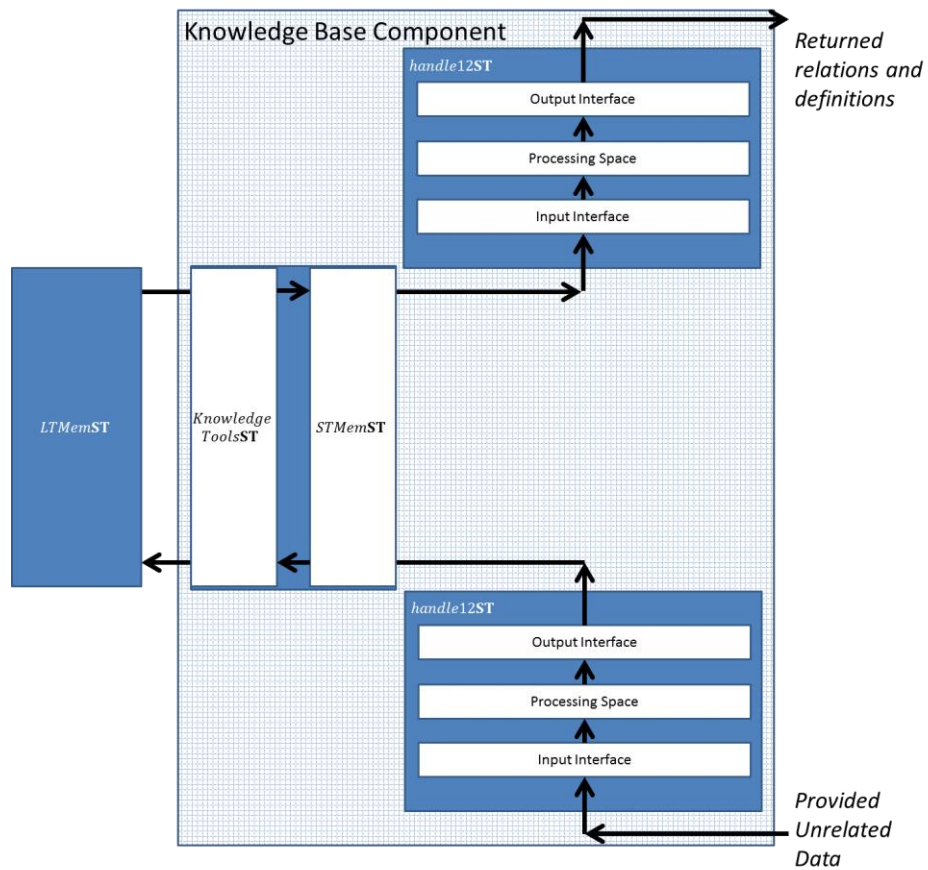 Knowledge Base Component
handle12ST
Output Interface
Processing Space
Input Interface
Returned
relations and
definitions
LTMemST
Knowledge
ToolsST
STMemST
handle12ST
Output Interface
Processing Space
Input Interface
Provided
Unrelated
Data